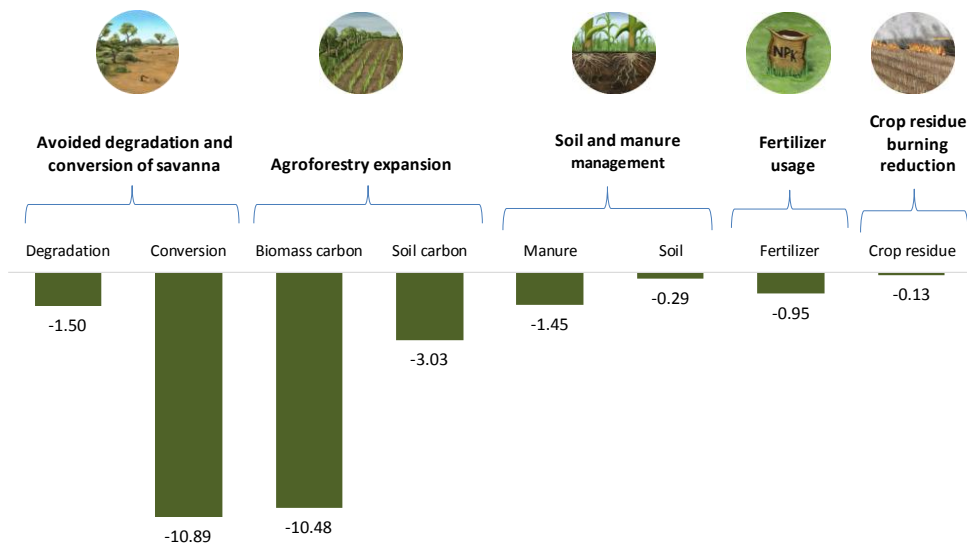 NPK
Avoided degradation and
conversion of savanna
Agroforestry expansion
Soil and manure
management
Fertilizer
usage
Crop residue
burning
reduction
Degradation
Conversion
Biomass carbon
Soil carbon
Manure
Soil
Fertilizer
Crop residue
-1.50
-10.89
-10.48
-3.03
-1.45
-0.29
-0.95
-0.13